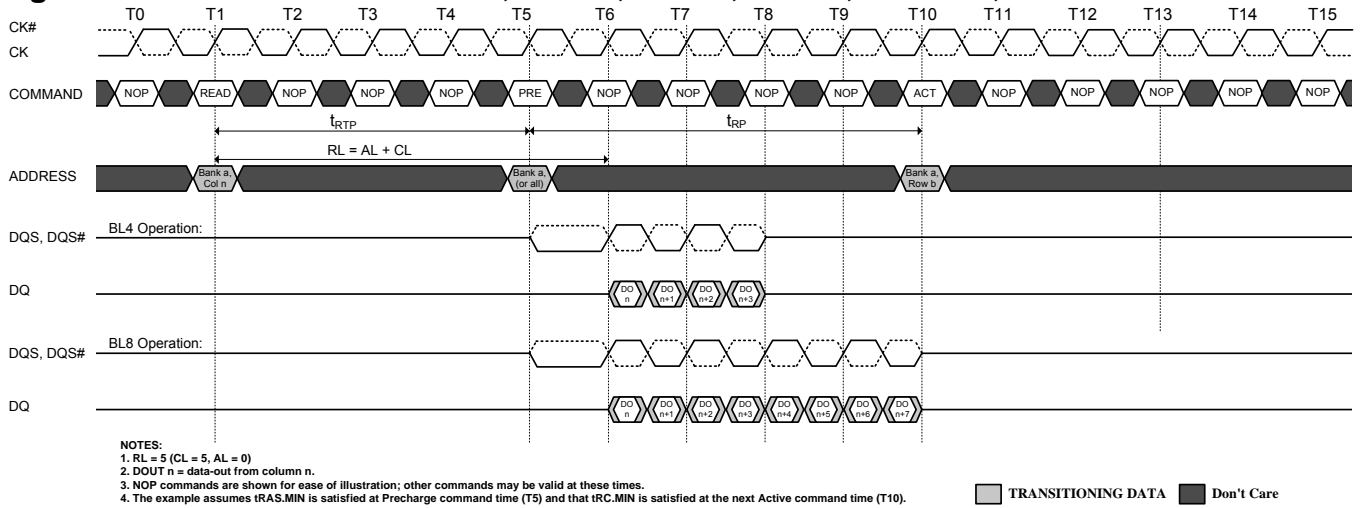 T0 T1 T2 T3 T4 T5 T6 T7 T8 T9 T10 T11 T12 T13 T14 T15
CK#
CK
COMMAND NOP READ NOP NOP NOP PRE NOP NOP NOP NOP ACT NOP NOP NOP NOP NOP
tRTP tRP
RL = AL + CL
ADDRESS
Bank a, Bank a, Bank a,
Col n (or all) Row b
BL4 Operation:
DQS, DQS#
DQ
DO DO DO DO
n n+1 n+2 n+3
BL8 Operation:
DQS, DQS#
DQ
DO DO DO DO DO DO DO DO
n n+1 n+2 n+3 n+4 n+5 n+6 n+7
NOTES:
1. RL = 5 (CL = 5, AL = 0)
2. DOUT n = data-out from column n.
3. NOP commands are shown for ease of illustration; other commands may be valid at these times.
4. The example assumes tRAS.MIN is satisfied at Precharge command time (T5) and that tRC.MIN is satisfied at the next Active command time (T10).
TRANSITIONING DATA Don't Care